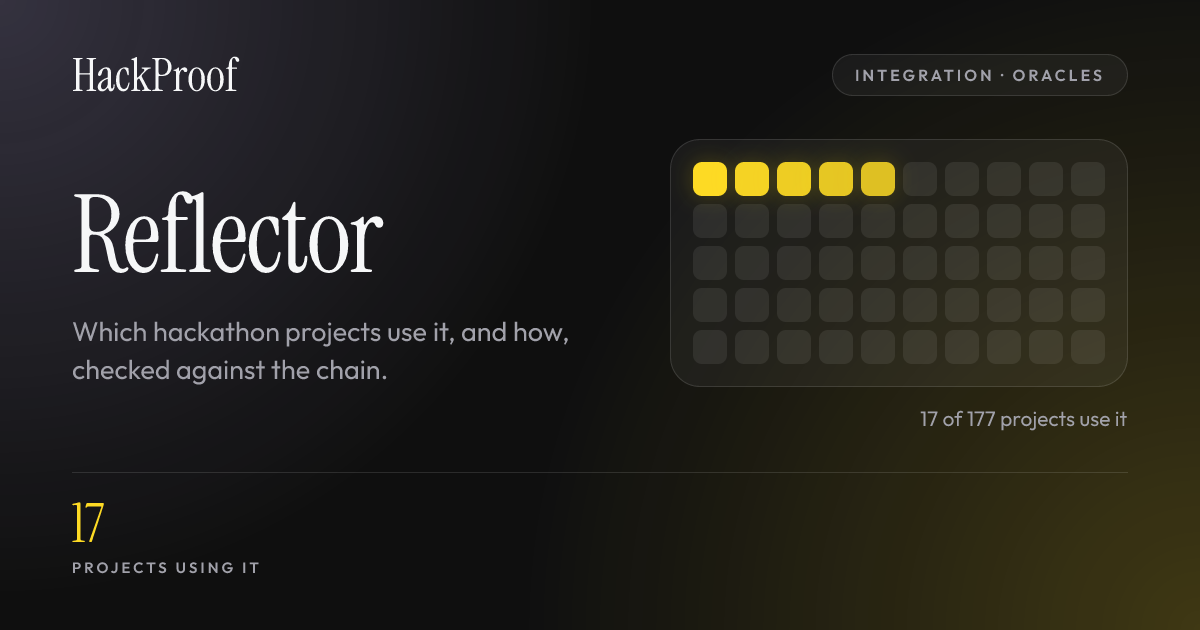 HackProof
INTEGRATION · ORACLES
Reflector
Which hackathon projects use it, and how,
checked against the chain.
17 of 177 projects use it
17
PROJECTS USING IT